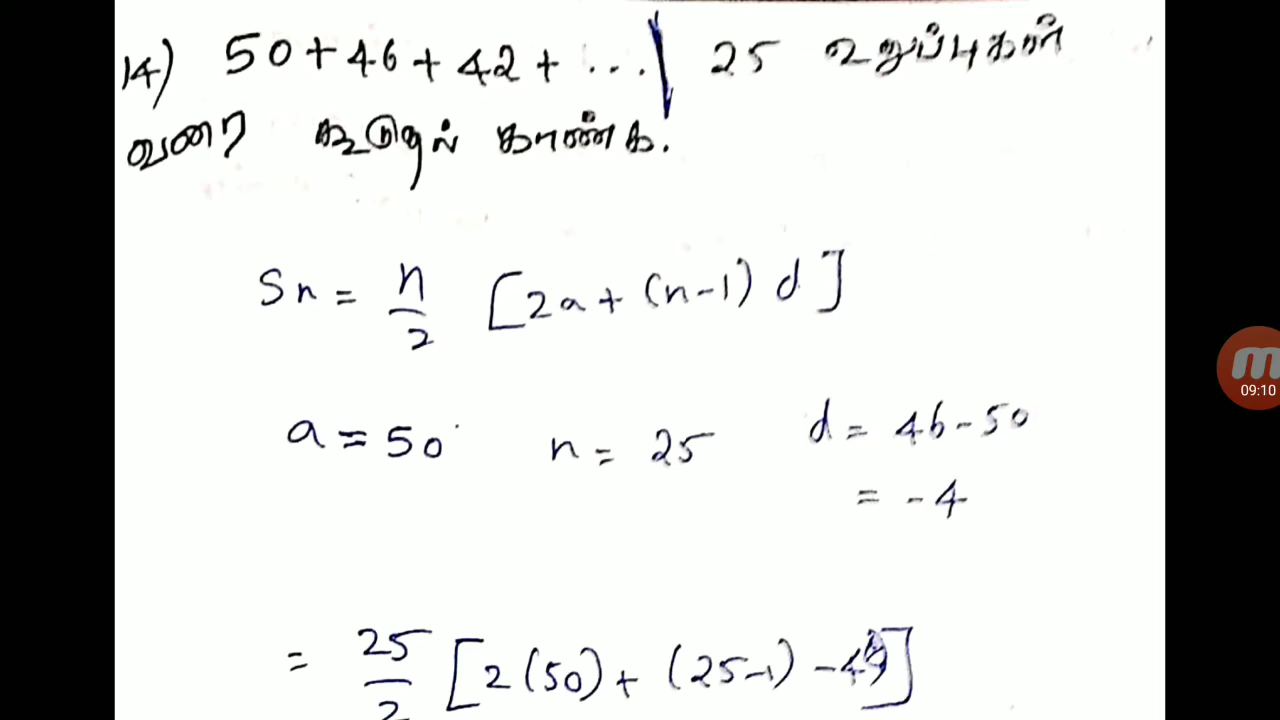 14) 50 + 46 + 42 + ... | 25 உறுப்புகள்
வரை கூடுதல் காண்க.
Sn = n/2 [2a + (n-1) d]
a = 50 n = 25 d = 46 - 50
= -4
= 25/2 [2(50) + (25-1) -4]
09:10